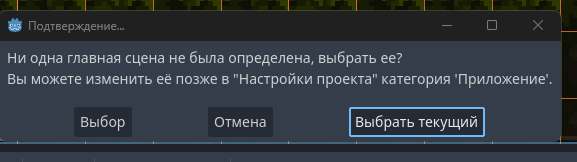 Подтверждение...
Ни одна главная сцена не была определена, выбрать ее?
Вы можете изменить её позже в "Настройки проекта" категория 'Приложение'.
Выбор
Отмена
Выбрать текущий